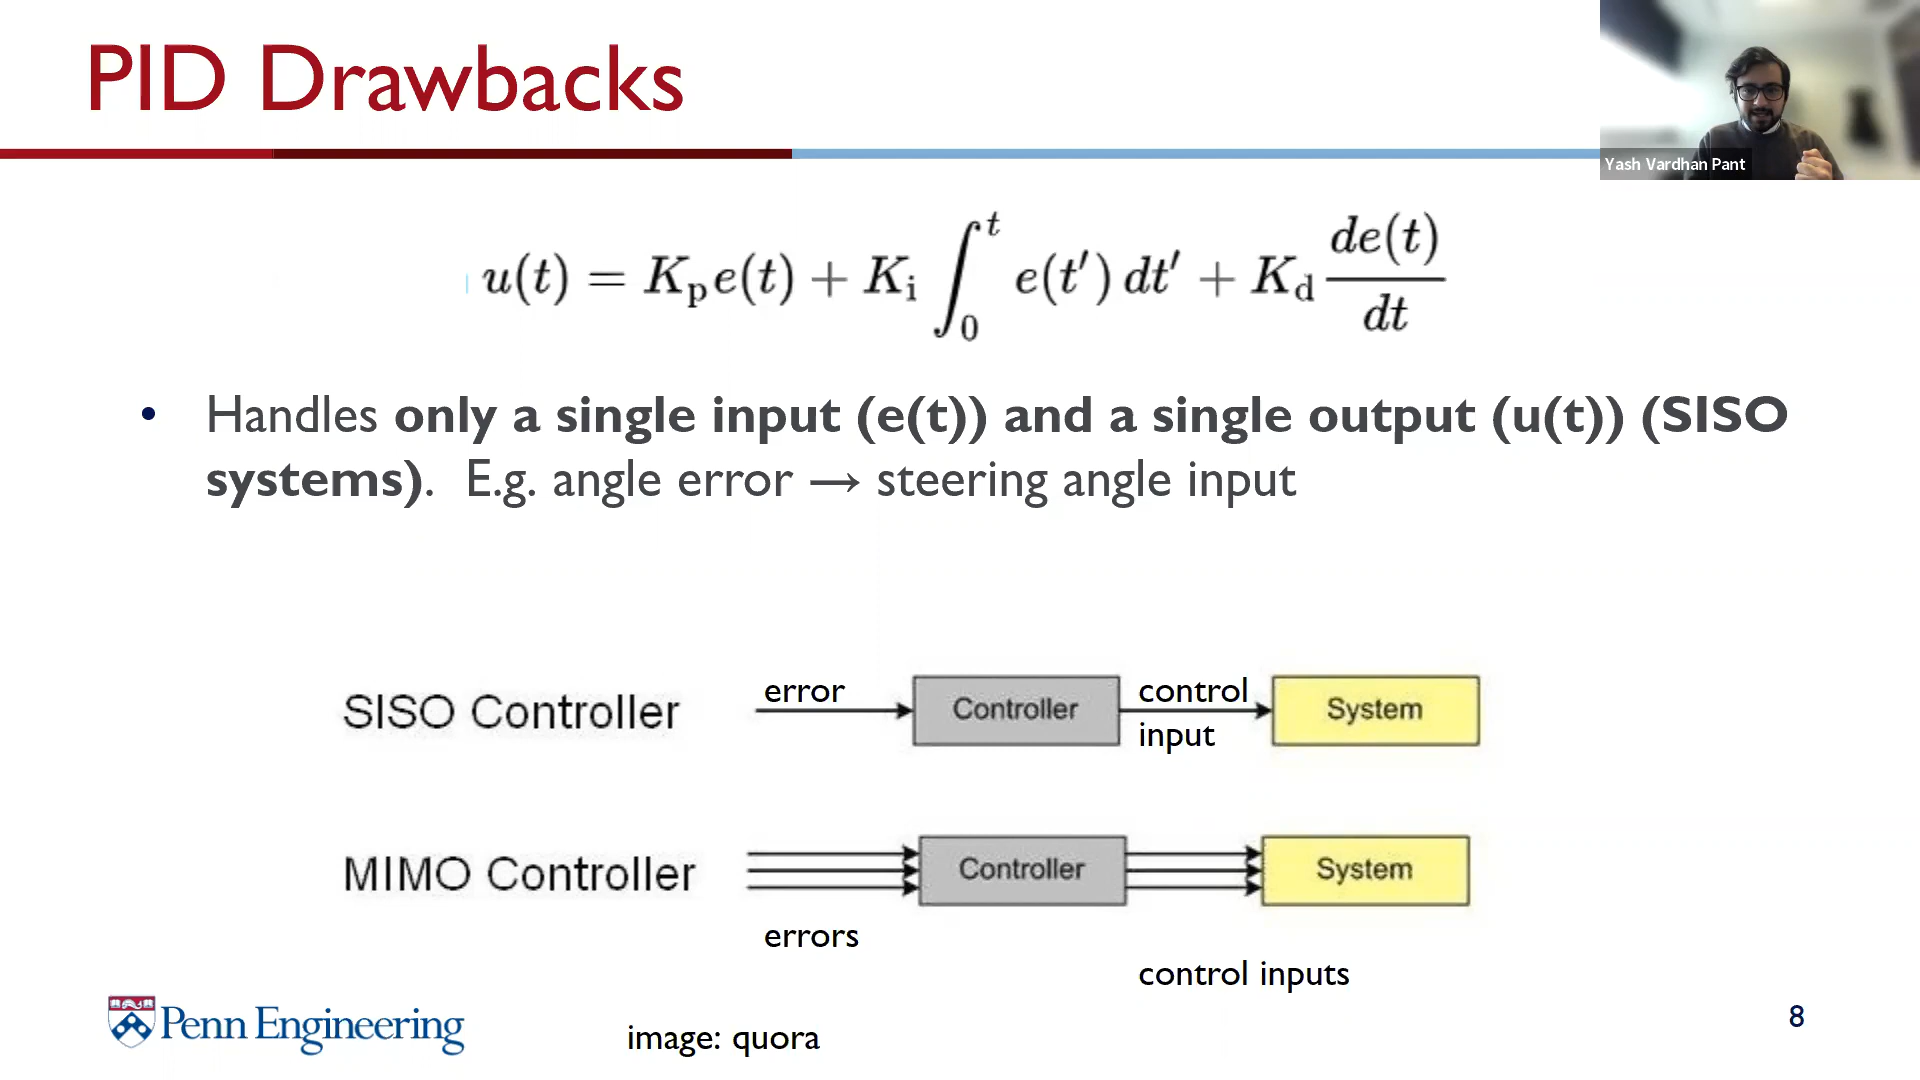 PID Drawbacks
Yash Vardhan Pant
u(t) = K_p e(t) + K_i ∫_0^t e(t′) dt′ + K_d de(t)/dt
• Handles only a single input (e(t)) and a single output (u(t)) (SISO
systems). E.g. angle error → steering angle input
SISO Controller error Controller control System
input
MIMO Controller Controller System
errors
control inputs
Penn Engineering
8
image: quora